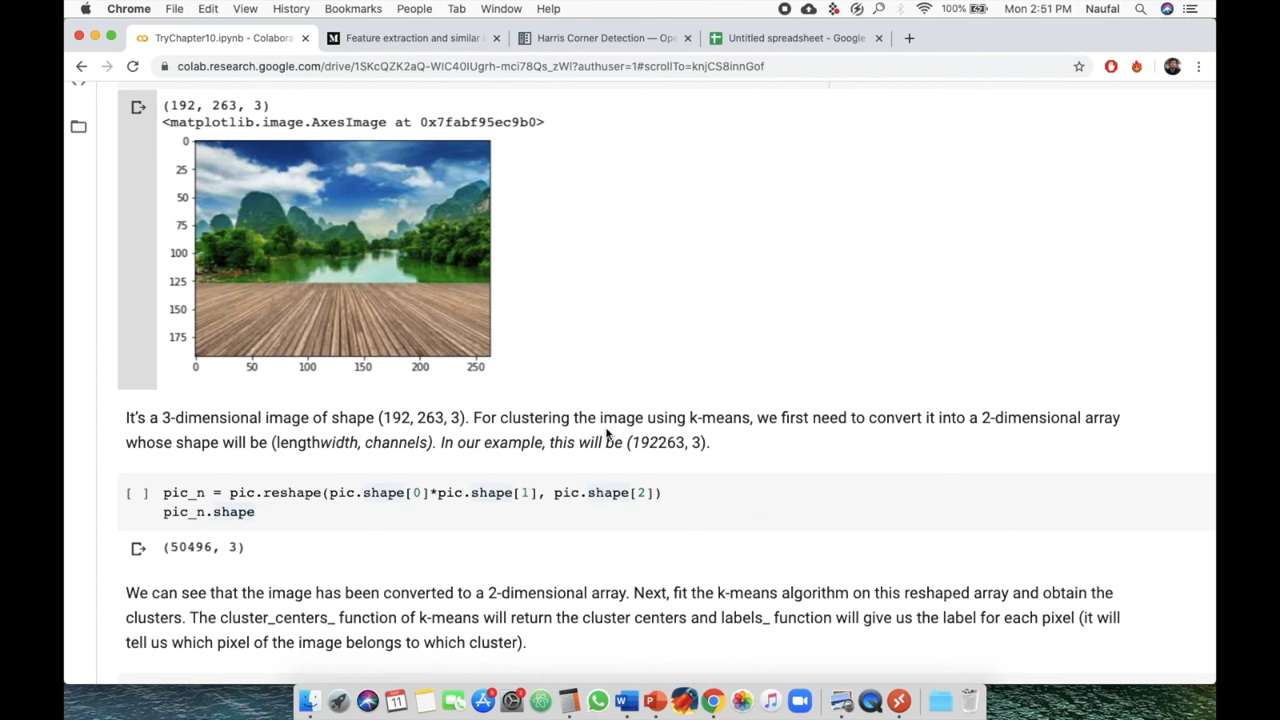 Chrome File Edit View History Bookmarks People Tab Window Help 100% Mon 2:51 PM Naufal
TryChapter10.ipynb - Colabora Feature extraction and similar i Harris Corner Detection — Ope Untitled spreadsheet - Google
colab.research.google.com/drive/1SKcQZK2aQ-WIC40IUgrh-mci78Qs_zWl?authuser=1#scrollTo=knjCS8innGof
(192, 263, 3)
<matplotlib.image.AxesImage at 0x7fabf95ec9b0>
0
25
50
75
100
125
150
175
0 50 100 150 200 250
It's a 3-dimensional image of shape (192, 263, 3). For clustering the image using k-means, we first need to convert it into a 2-dimensional array
whose shape will be (lengthwidth, channels). In our example, this will be (192263, 3).
[ ] pic_n = pic.reshape(pic.shape[0]*pic.shape[1], pic.shape[2])
pic_n.shape
(50496, 3)
We can see that the image has been converted to a 2-dimensional array. Next, fit the k-means algorithm on this reshaped array and obtain the
clusters. The cluster_centers_ function of k-means will return the cluster centers and labels_ function will give us the label for each pixel (it will
tell us which pixel of the image belongs to which cluster).
11